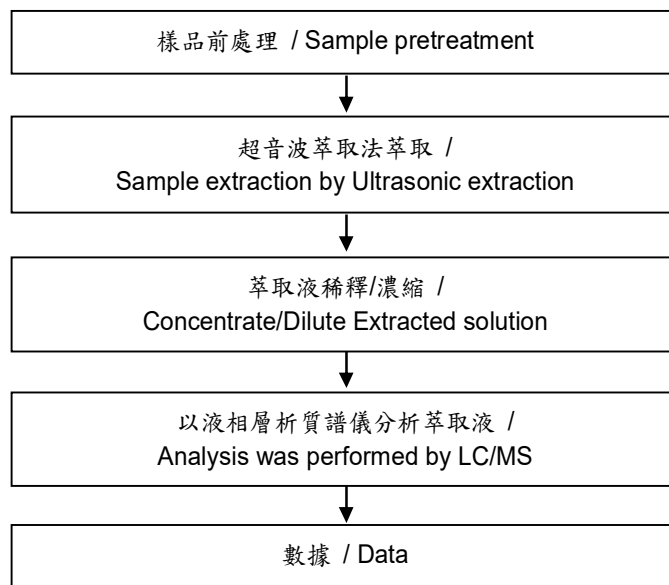 樣品前處理 / Sample pretreatment
超音波萃取法萃取 /
Sample extraction by Ultrasonic extraction
萃取液稀釋/濃縮 /
Concentrate/Dilute Extracted solution
以液相層析質譜儀分析萃取液 /
Analysis was performed by LC/MS
數據 / Data